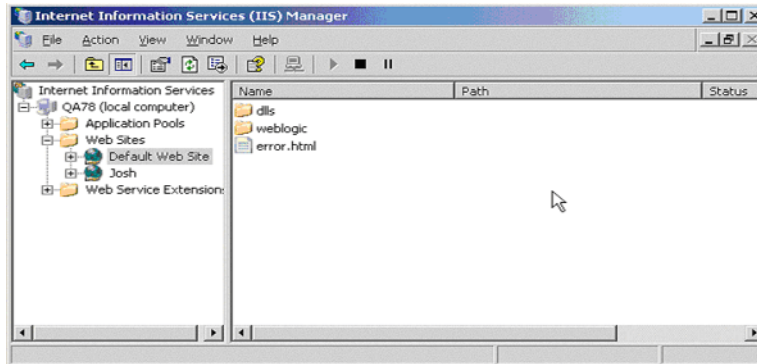 Internet Information Services (IIS) Manager
File Action View Window Help
Internet Information Services
QA78 (local computer)
Application Pools
Web Sites
Default Web Site
Josh
Web Service Extension
Name Path Status
dlls
weblogic
error.html